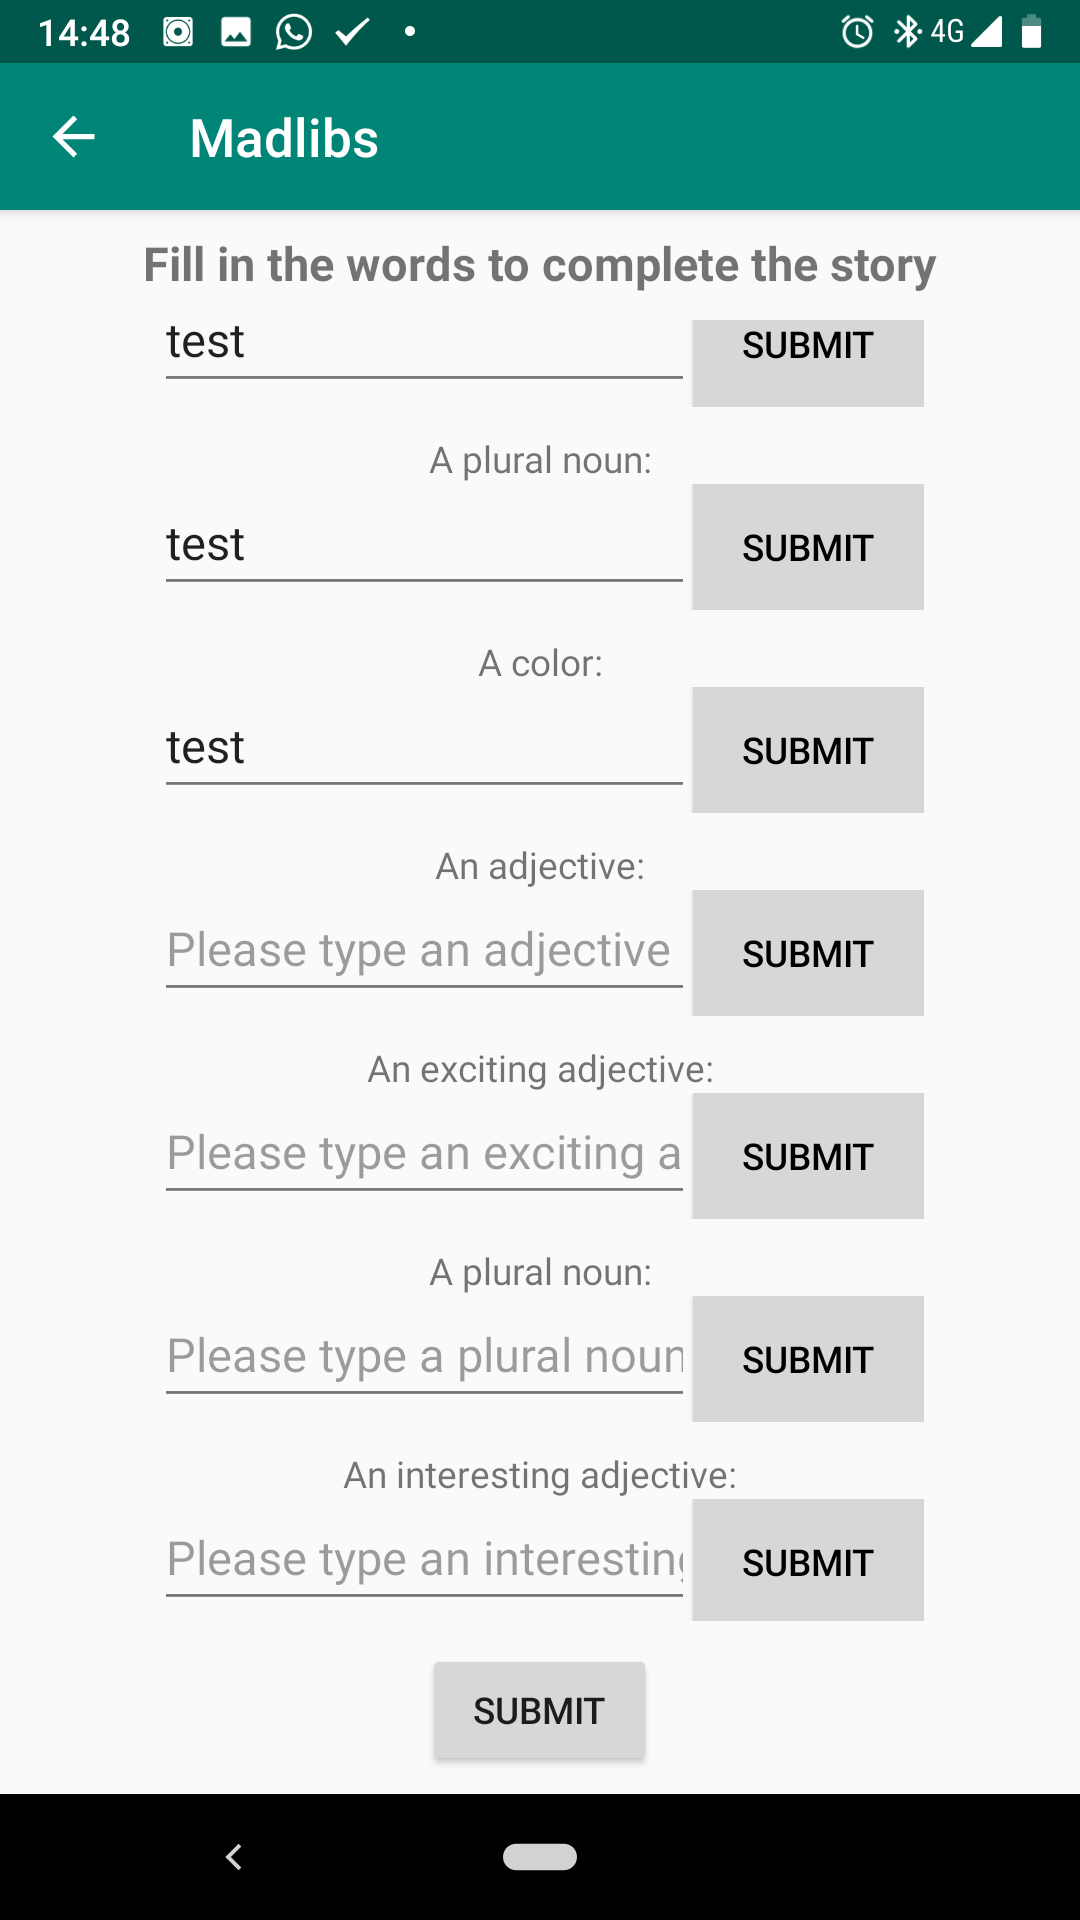 14:48
4G
Madlibs
Fill in the words to complete the story
test SUBMIT
A plural noun:
test SUBMIT
A color:
test SUBMIT
An adjective:
Please type an adjective SUBMIT
An exciting adjective:
Please type an exciting a SUBMIT
A plural noun:
Please type a plural noun SUBMIT
An interesting adjective:
Please type an interesting SUBMIT
SUBMIT